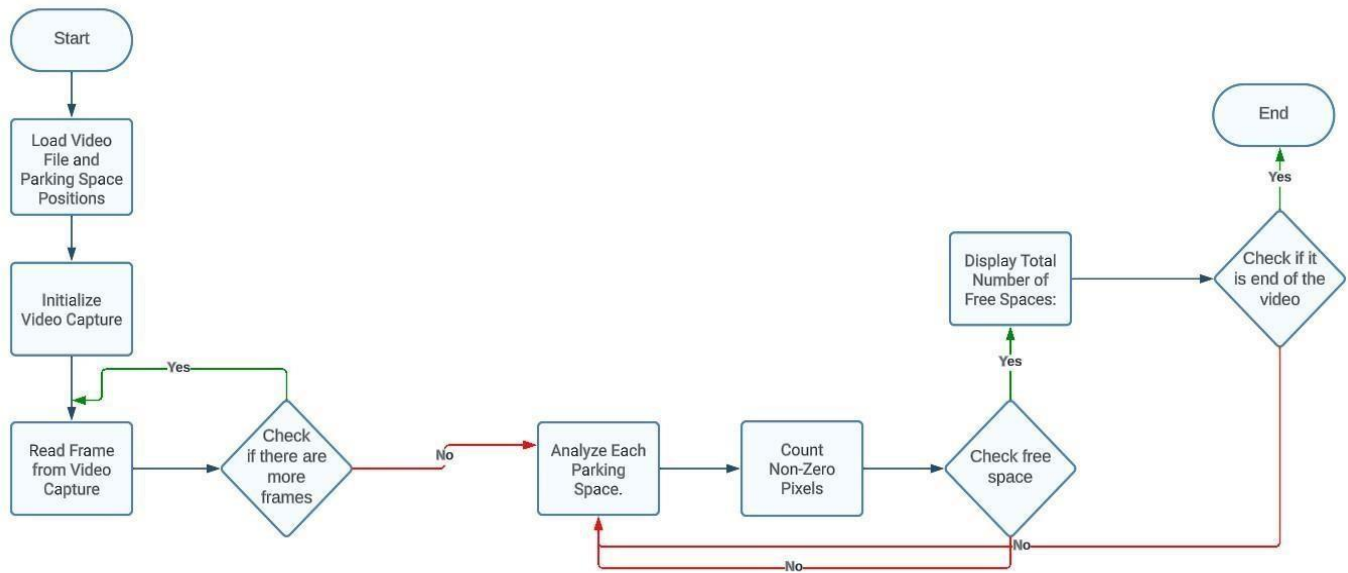 Start
Load Video
File and
Parking Space
Positions
Initialize
Video Capture
Yes
Read Frame
from Video
Capture
Check
if there are
more
frames
No
Analyze Each
Parking
Space.
Count
Non-Zero
Pixels
Check free
space
No
Yes
Display Total
Number of
Free Spaces:
Check if it
is end of the
video
No
Yes
End